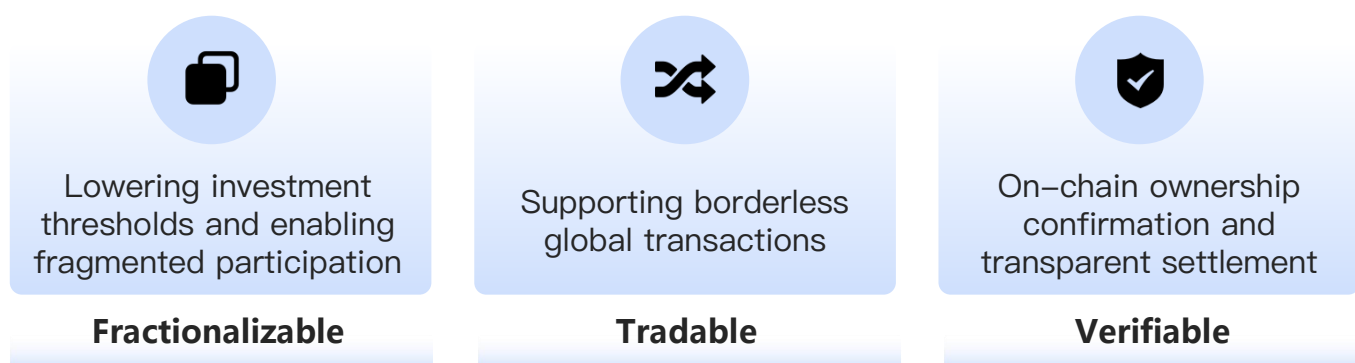 Lowering investment
thresholds and enabling
fragmented participation
Fractionalizable
Supporting borderless
global transactions
Tradable
On-chain ownership
confirmation and
transparent settlement
Verifiable